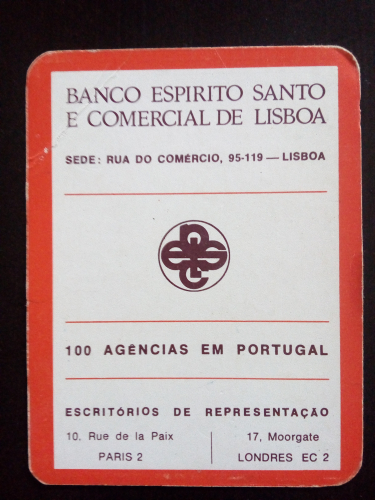 BANCO ESPIRITO SANTO
E COMERCIAL DE LISBOA
SEDE: RUA DO COMÉRCIO, 95-119 — LISBOA
100 AGÊNCIAS EM PORTUGAL
ESCRITÓRIOS DE REPRESENTAÇÃO
10, Rue de la Paix
PARIS 2
17, Moorgate
LONDRES EC 2